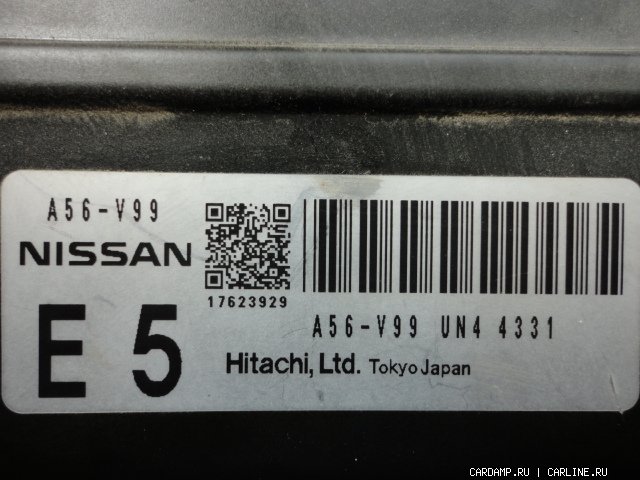 A56-V99
NISSAN
E 5
17623929
A56-V99 UN4 4331
Hitachi, Ltd. Tokyo Japan
CARDAMP.RU | CARLINE.RU